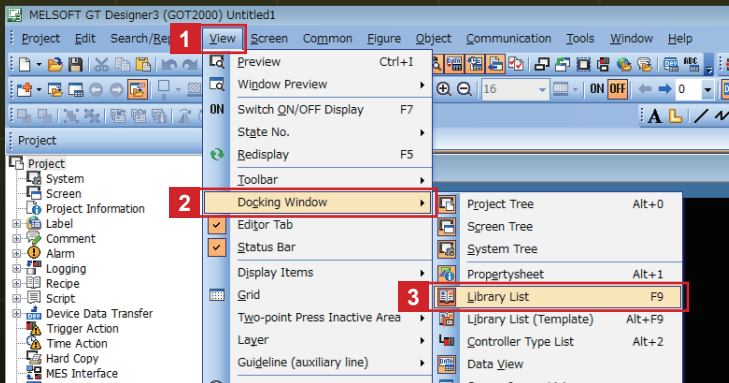 MELSOFT GT Designer3 (GOT2000) Untitled1
Project Edit Search/Re View Screen Common Figure Object Communication Tools Window Help
1
Preview Ctrl+I
Window Preview
16
ON OFF
0
ON Switch ON/OFF Display F7
State No.
A
Project
Redisplay F5
Project
System
Screen
Project Information
Label
Comment
Alarm
Logging
Recipe
Script
Device Data Transfer
Trigger Action
Time Action
Hard Copy
MES Interface
Toolbar
2
Docking Window
Editor Tab
Status Bar
Display Items
Grid
Two-point Press Inactive Area
Layer
Guideline (auxiliary line)
Project Tree Alt+0
Screen Tree
System Tree
Propertysheet Alt+1
3
Library List F9
Library List (Template) Alt+F9
Controller Type List Alt+2
Data View